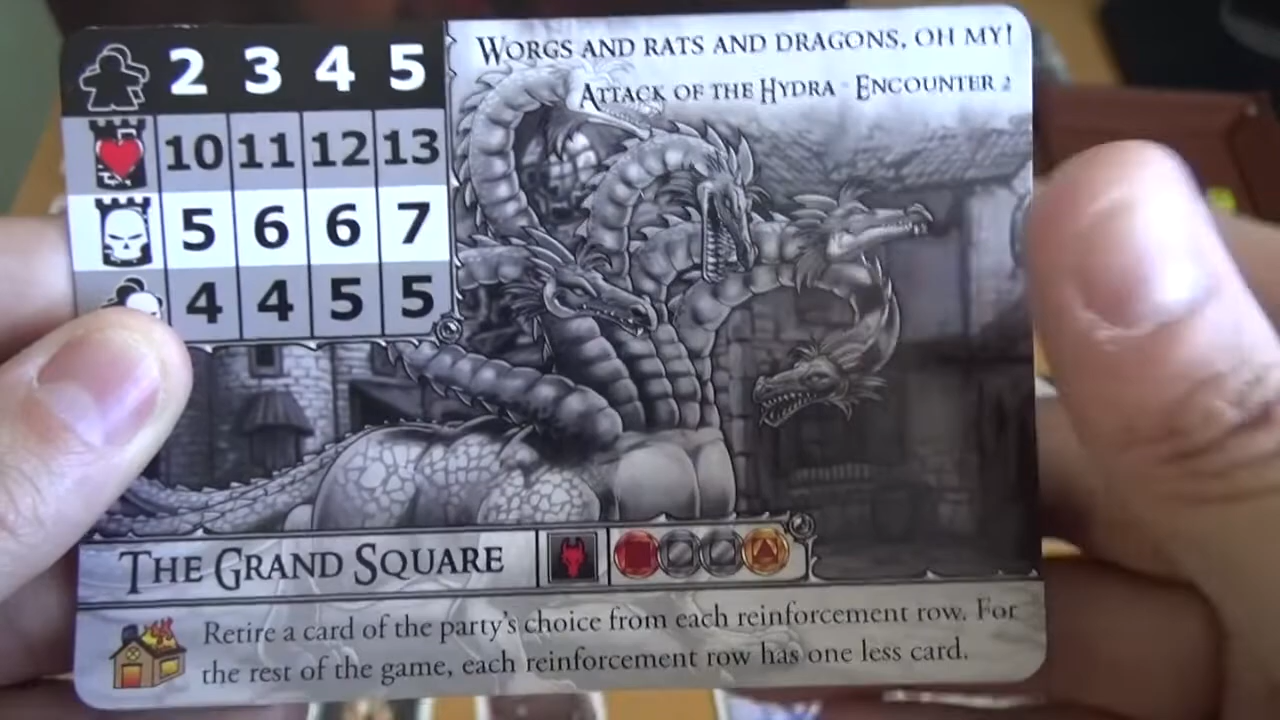 2 3 4 5
10 11 12 13
5 6 6 7
4 4 5 5
WORGS AND RATS AND DRAGONS, OH MY!
ATTACK OF THE HYDRA - ENCOUNTER 2
THE GRAND SQUARE
Retire a card of the party's choice from each reinforcement row. For
the rest of the game, each reinforcement row has one less card.